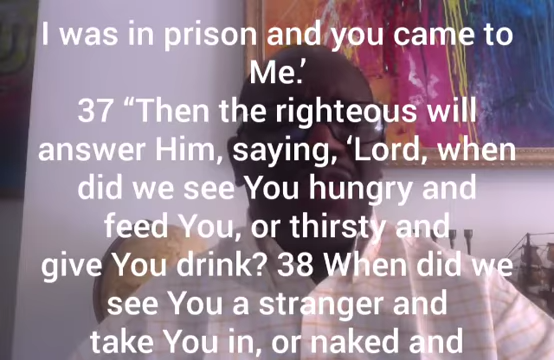 I was in prison and you came to
Me.’
37 “Then the righteous will
answer Him, saying, ‘Lord, when
did we see You hungry and
feed You, or thirsty and
give You drink? 38 When did we
see You a stranger and
take You in, or naked and